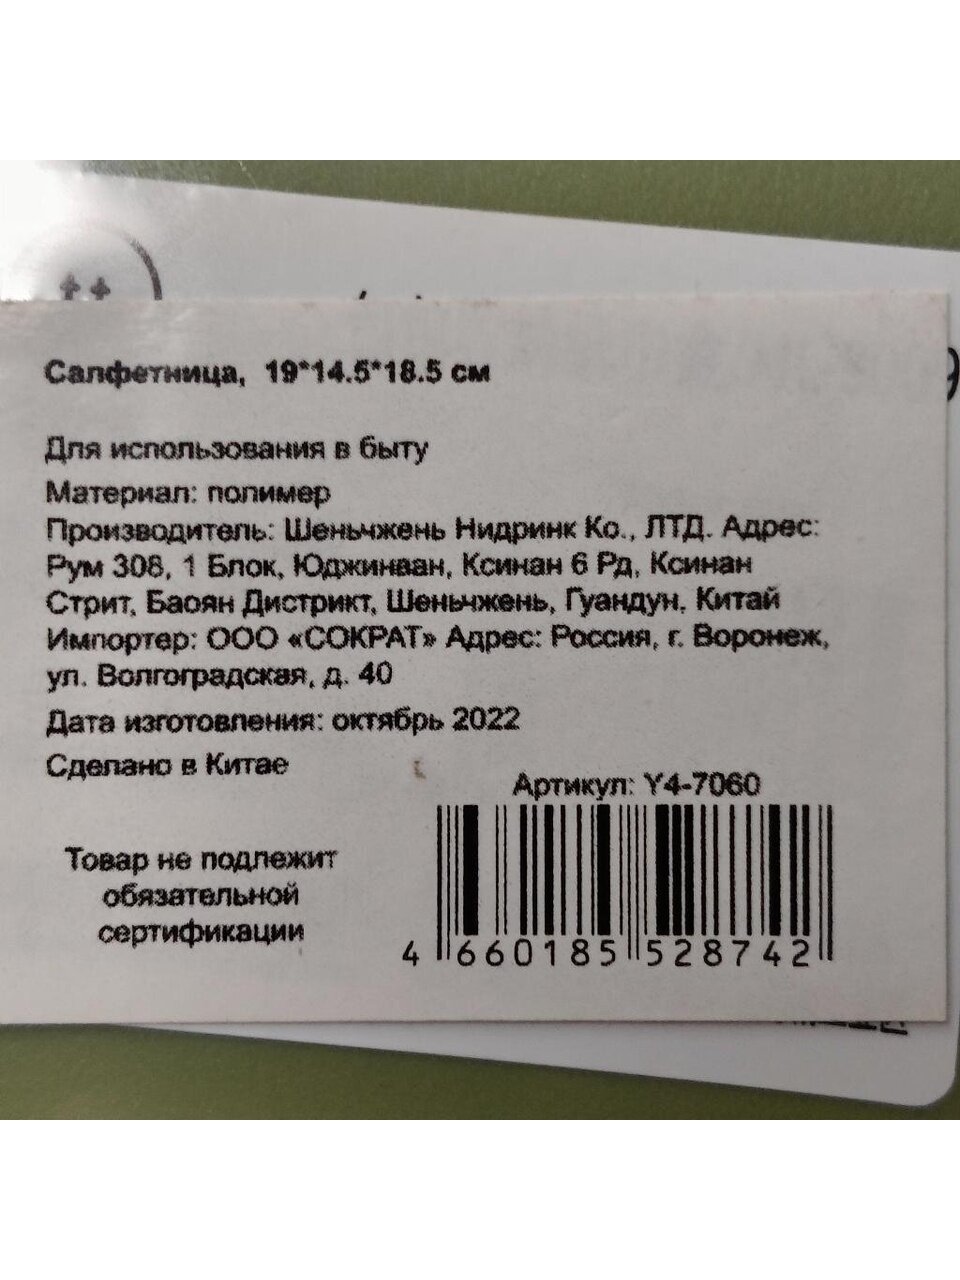 Салфетница, 19*14.5*18.5 см
Для использования в быту
Материал: полимер
Производитель: Шеньчжень Нидринк Ко., ЛТД. Адрес:
Рум 308, 1 Блок, Юджинаан, Ксинан 6 Рд, Ксинан
Стрит, Баоян Дистрикт, Шеньчжень, Гуандун, Китай
Импортер: ООО «СОКРАТ» Адрес: Россия, г. Воронеж,
ул. Волгоградская, д. 40
Дата изготовления: октябрь 2022
Сделано в Китае
Артикул: Y4-7060
Товар не подлежит
обязательной
сертификации
4 660185 528742